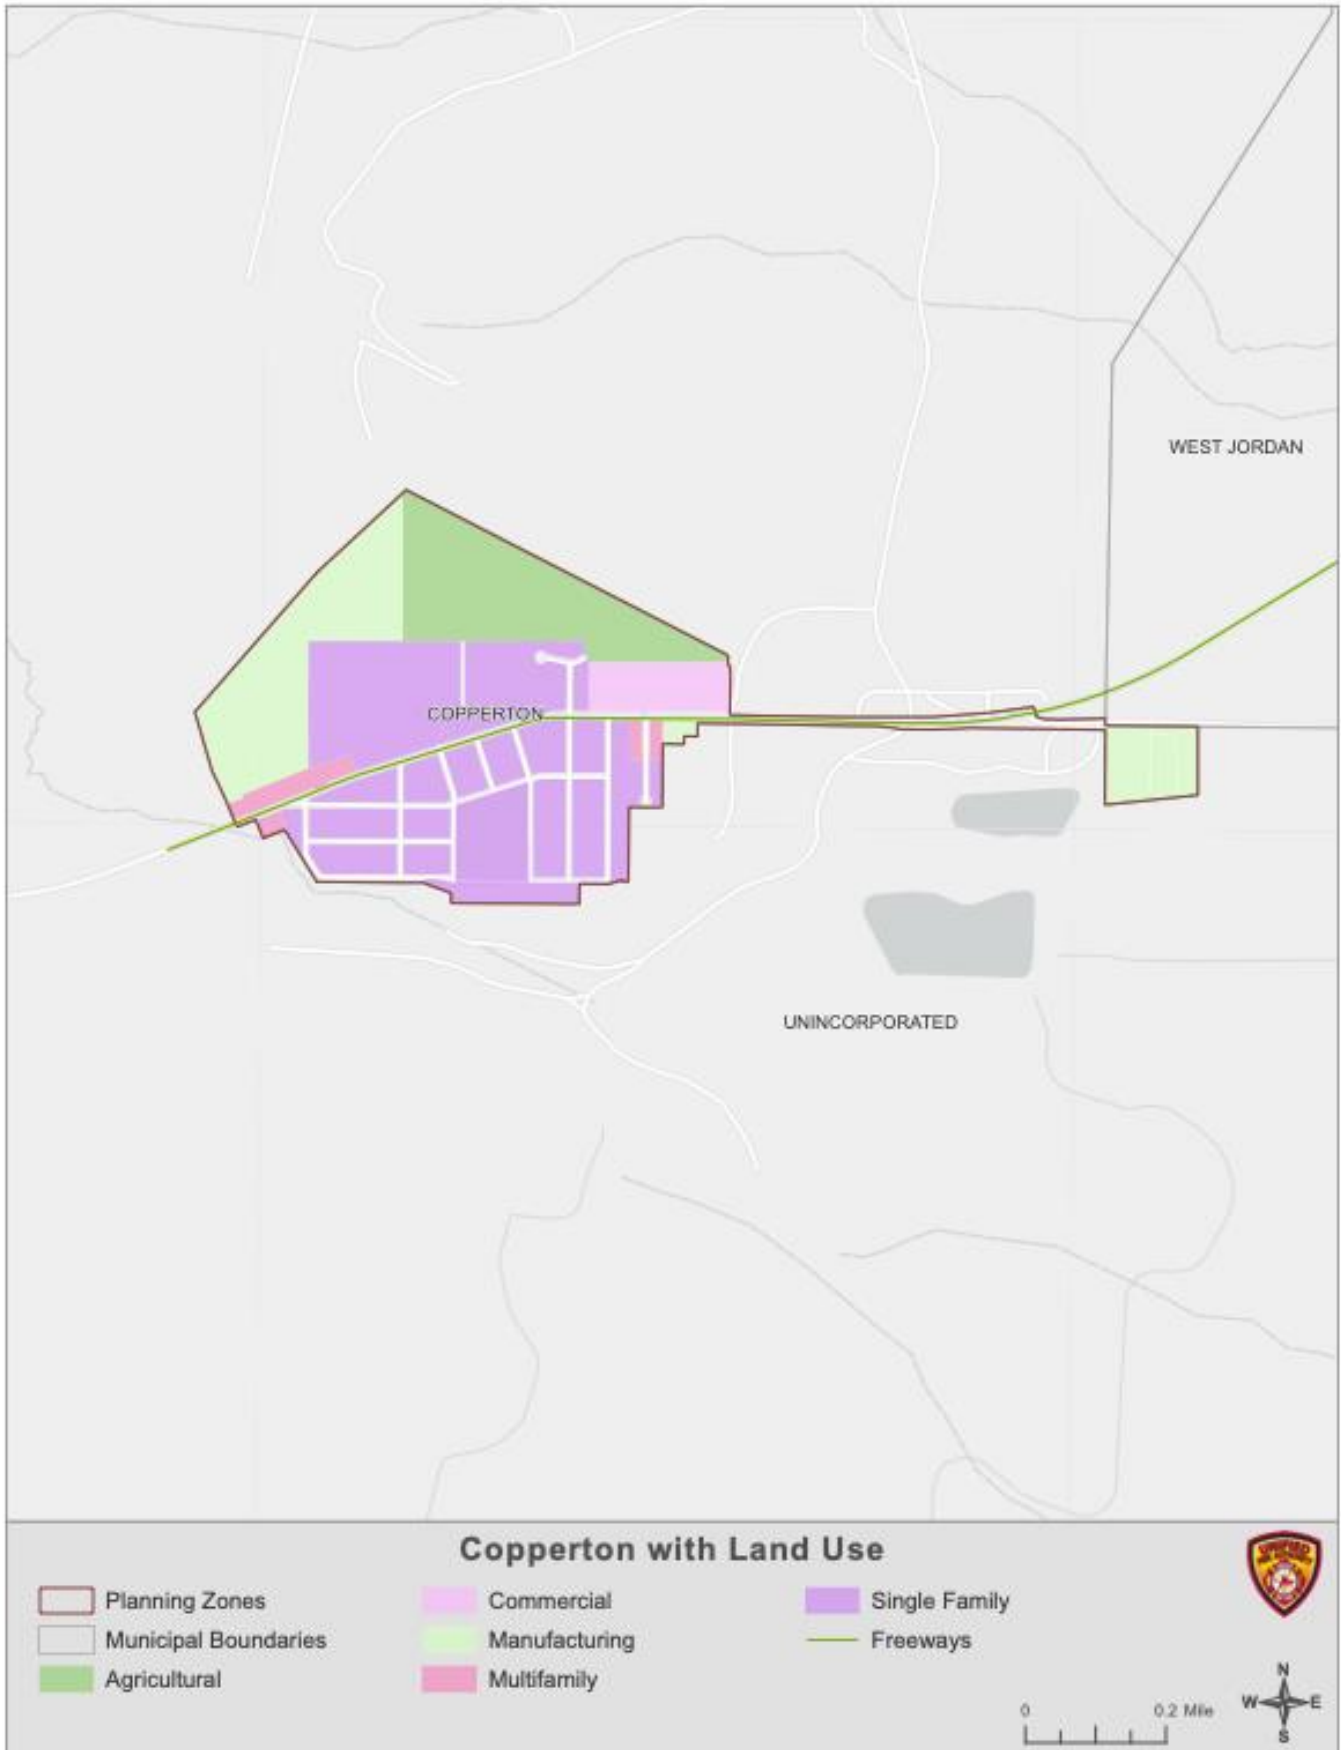 WEST JORDAN
COPPERTON
UNINCORPORATED
Copperton with Land Use
Planning Zones
Municipal Boundaries
Agricultural
Commercial
Manufacturing
Multifamily
Single Family
Freeways
UNIFIED
0 0.2 Mile
N
W E
S